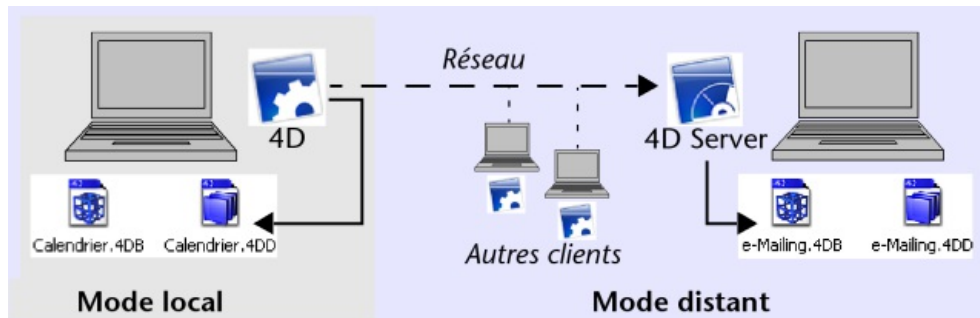 Réseau
4D
4D Server
Calendrier.4DB
Calendrier.4DD
Autres clients
e-Mailing.4DB
e-Mailing.4DD
Mode local
Mode distant